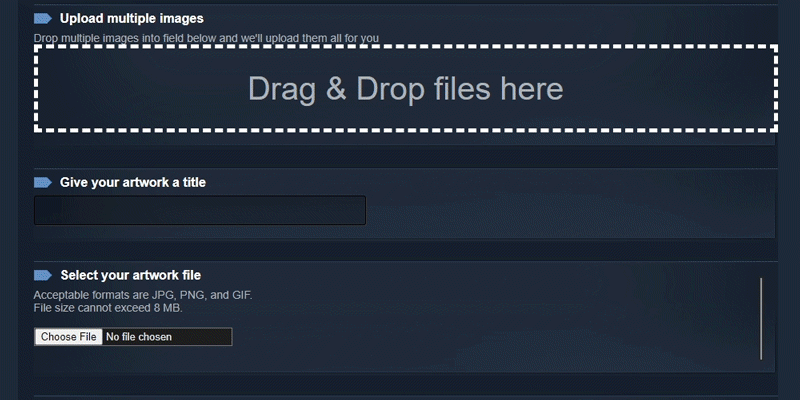 Upload multiple images
Drop multiple images into field below and we'll upload them all for you
Drag & Drop files here
Give your artwork a title
Select your artwork file
Acceptable formats are JPG, PNG, and GIF.
File size cannot exceed 8 MB.
Choose File No file chosen